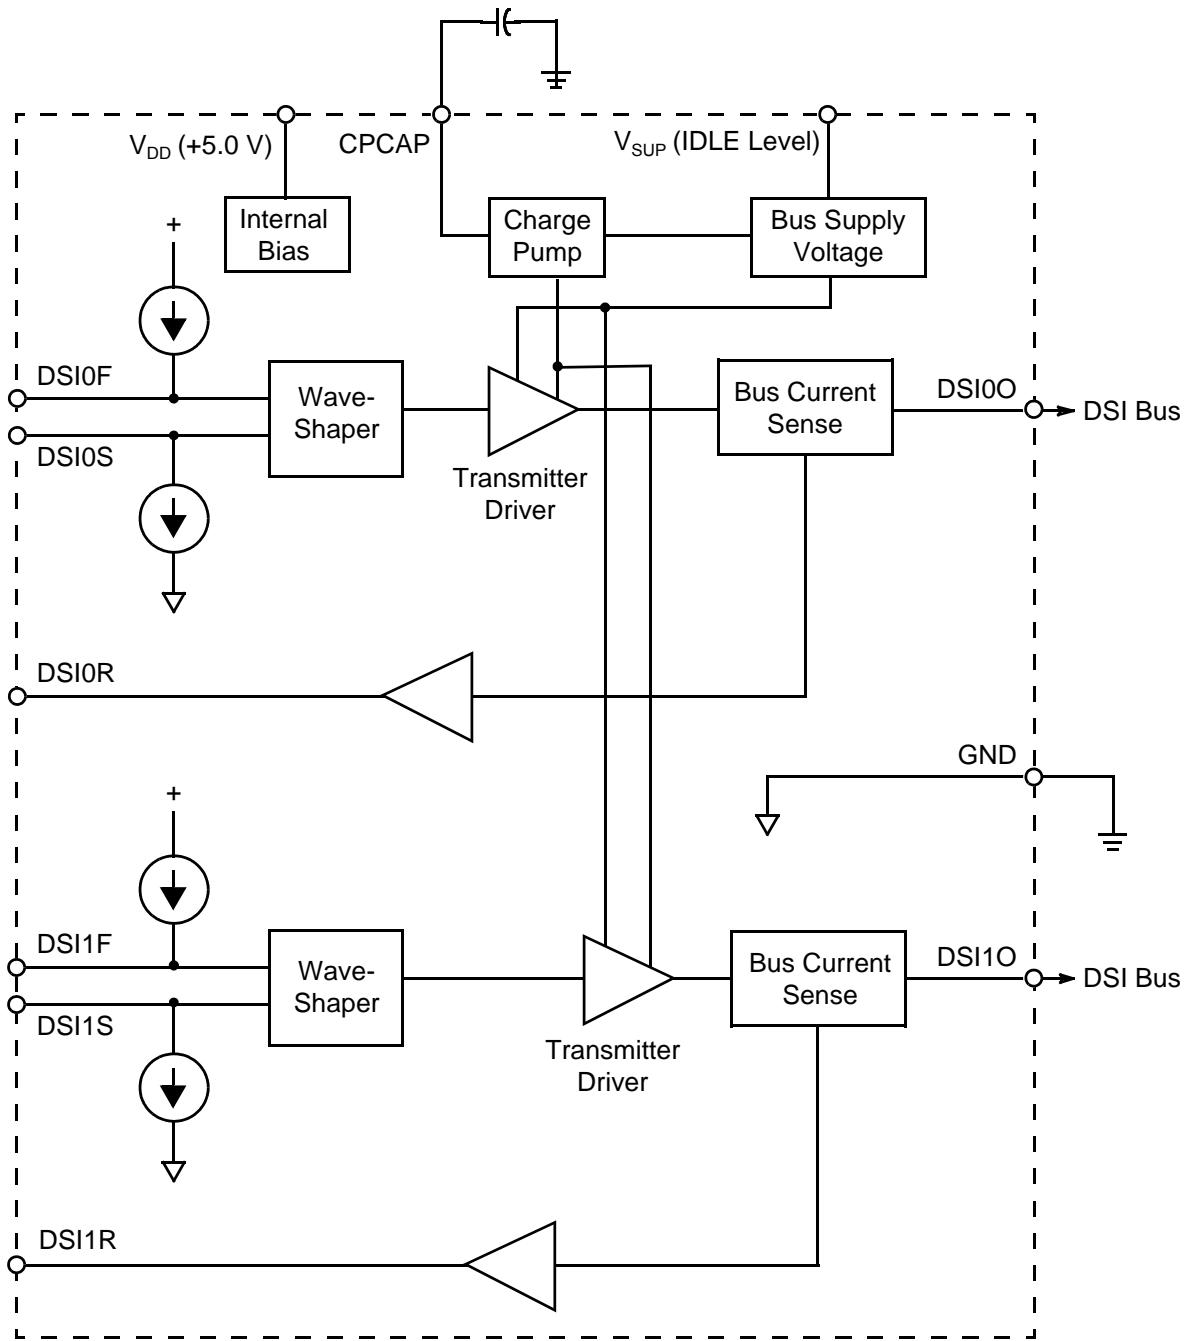 V_DD (+5.0 V)
CPCAP
V_SUP (IDLE Level)
Internal
Bias
Charge
Pump
Bus Supply
Voltage
+
DSI0F
DSI0S
Wave-
Shaper
Transmitter
Driver
Bus Current
Sense
DSI0O
DSI Bus
DSI0R
GND
+
DSI1F
DSI1S
Wave-
Shaper
Transmitter
Driver
Bus Current
Sense
DSI1O
DSI Bus
DSI1R